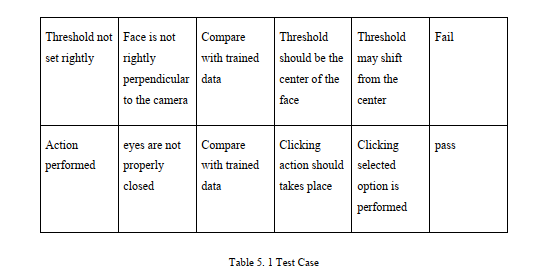 Threshold not set rightly | Face is not rightly perpendicular to the camera | Compare with trained data | Threshold should be the center of the face | Threshold may shift from the center | Fail
Action performed | eyes are not properly closed | Compare with trained data | Clicking action should takes place | Clicking selected option is performed | pass
Table 5. 1 Test Case